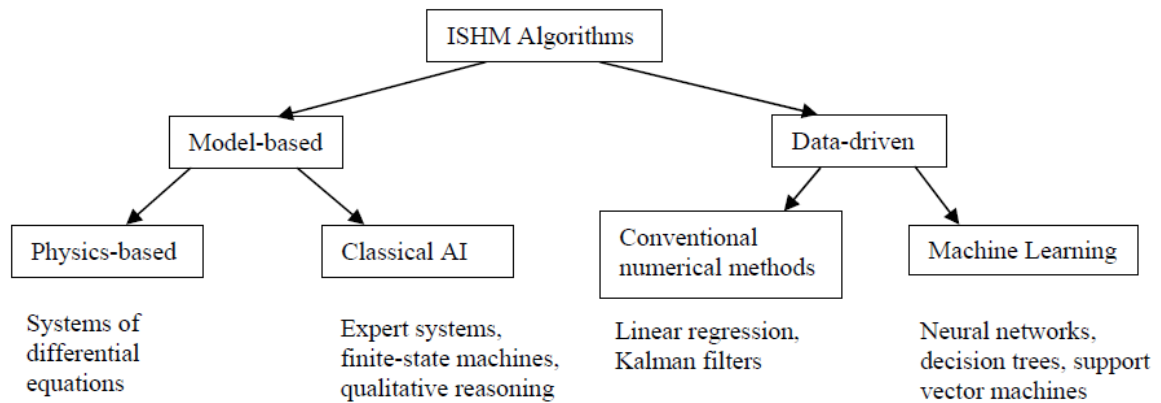 ISHM Algorithms
Model-based
Data-driven
Physics-based
Classical AI
Conventional
numerical methods
Machine Learning
Systems of
differential
equations
Expert systems,
finite-state machines,
qualitative reasoning
Linear regression,
Kalman filters
Neural networks,
decision trees, support
vector machines